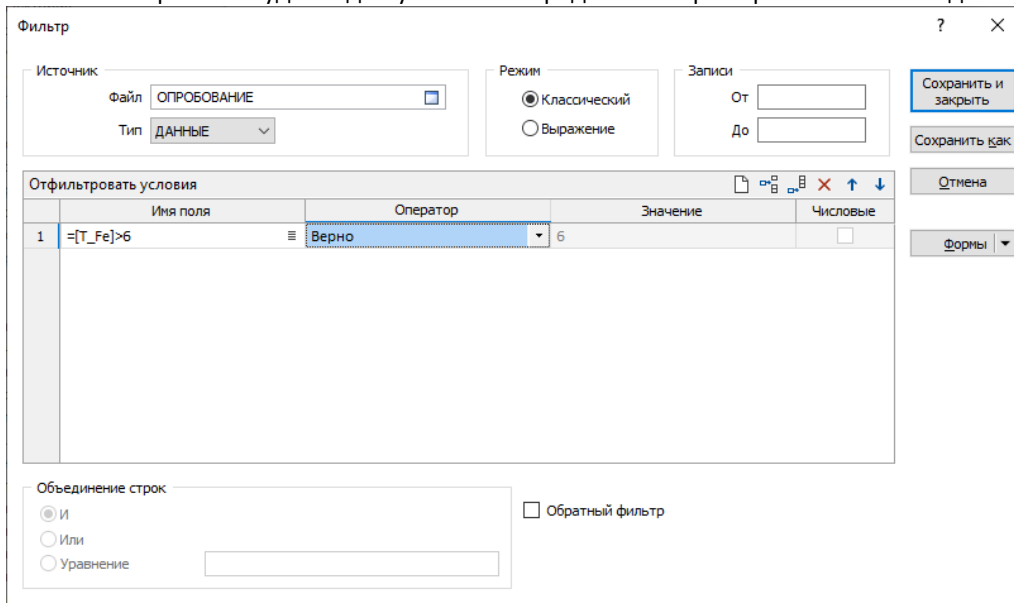 Фильтр
? ×
Источник
Файл ОПРОБОВАНИЕ
Тип ДАННЫЕ
Режим
Классический
Выражение
Записи
От
До
Сохранить и
закрыть
Сохранить как
Отмена
Формы
Отфильтровать условия
Имя поля Оператор Значение Числовые
1 =[T_Fe]>6 Верно 6
Объединение строк
И
Или
Уравнение
Обратный фильтр